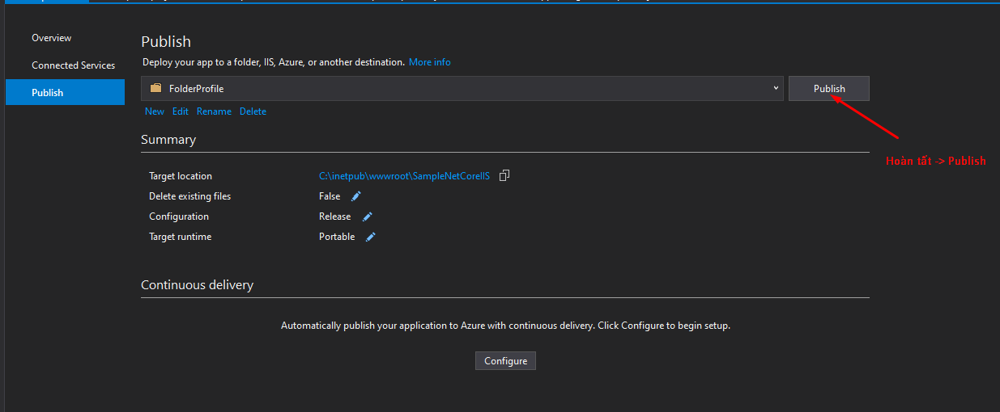 Overview
Connected Services
Publish
Publish
Deploy your app to a folder, IIS, Azure, or another destination. More info
FolderProfile
Publish
New Edit Rename Delete
Hoàn tất -> Publish
Summary
Target location C:\inetpub\wwwroot\SampleNetCoreIIS
Delete existing files False
Configuration Release
Target runtime Portable
Continuous delivery
Automatically publish your application to Azure with continuous delivery. Click Configure to begin setup.
Configure